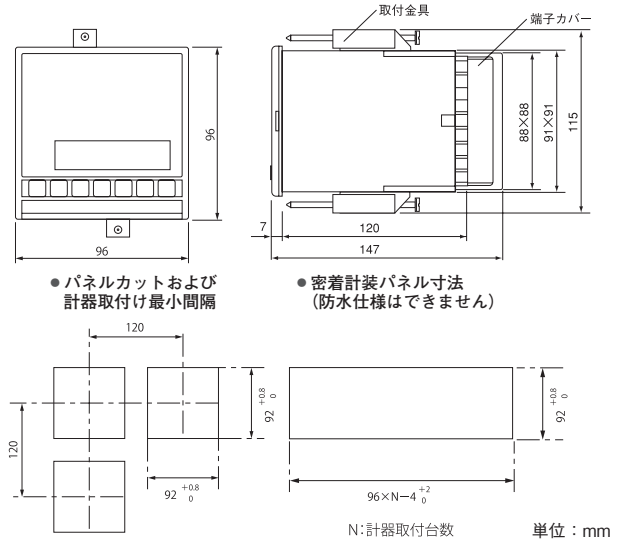 取付金具
端子カバー
96
96
88×88
91×91
115
7
120
147
● パネルカットおよび
計器取付け最小間隔
● 密着計装パネル寸法
(防水仕様はできません)
120
120
92 +0.8 0
92 +0.8 0
96×N−4 +2 0
92 +0.8 0
N:計器取付台数
単位:mm